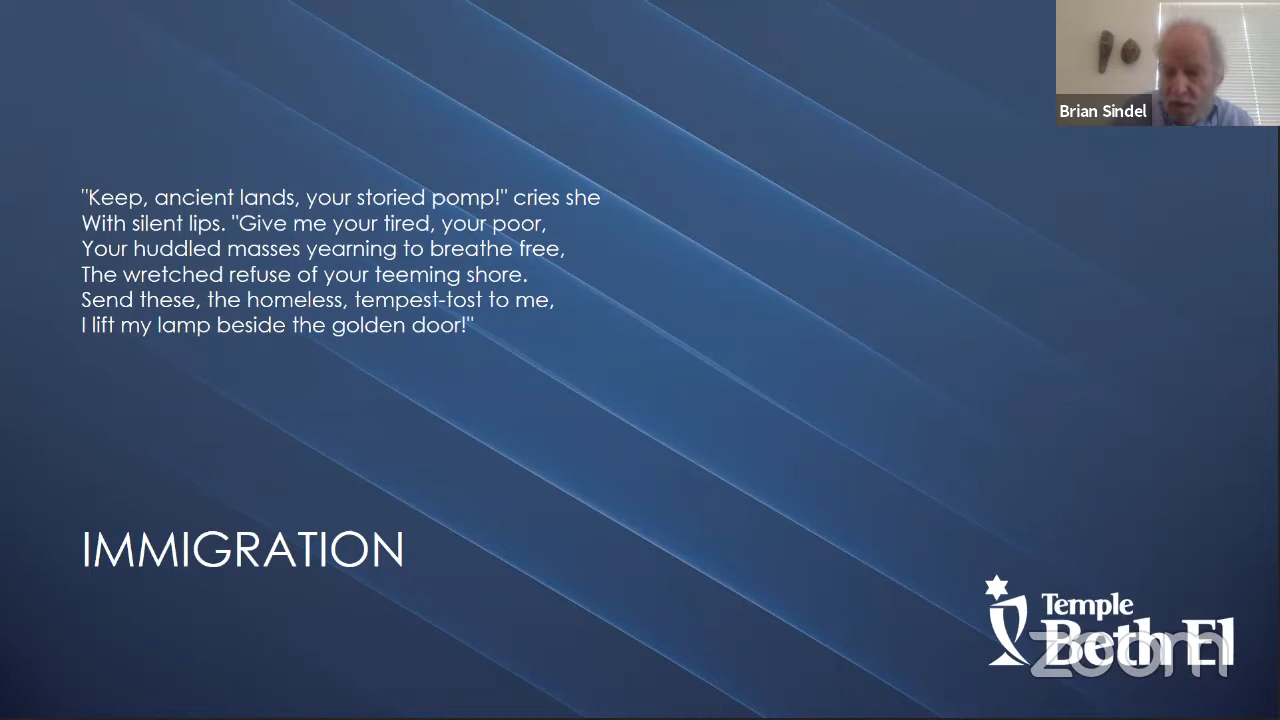 Brian Sindel
"Keep, ancient lands, your storied pomp!" cries she
With silent lips. "Give me your tired, your poor,
Your huddled masses yearning to breathe free,
The wretched refuse of your teeming shore.
Send these, the homeless, tempest-tost to me,
I lift my lamp beside the golden door!"
IMMIGRATION
Temple
Beth El
zoom